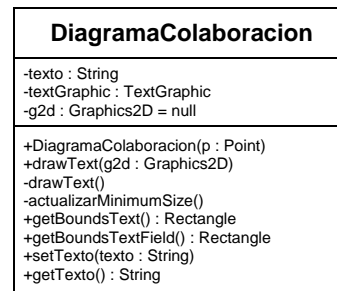 DiagramaColaboracion
-texto : String
-textGraphic : TextGraphic
-g2d : Graphics2D = null
+DiagramaColaboracion(p : Point)
+drawText(g2d : Graphics2D)
-drawText()
-actualizarMinimumSize()
+getBoundsText() : Rectangle
+getBoundsTextField() : Rectangle
+setTexto(texto : String)
+getTexto() : String